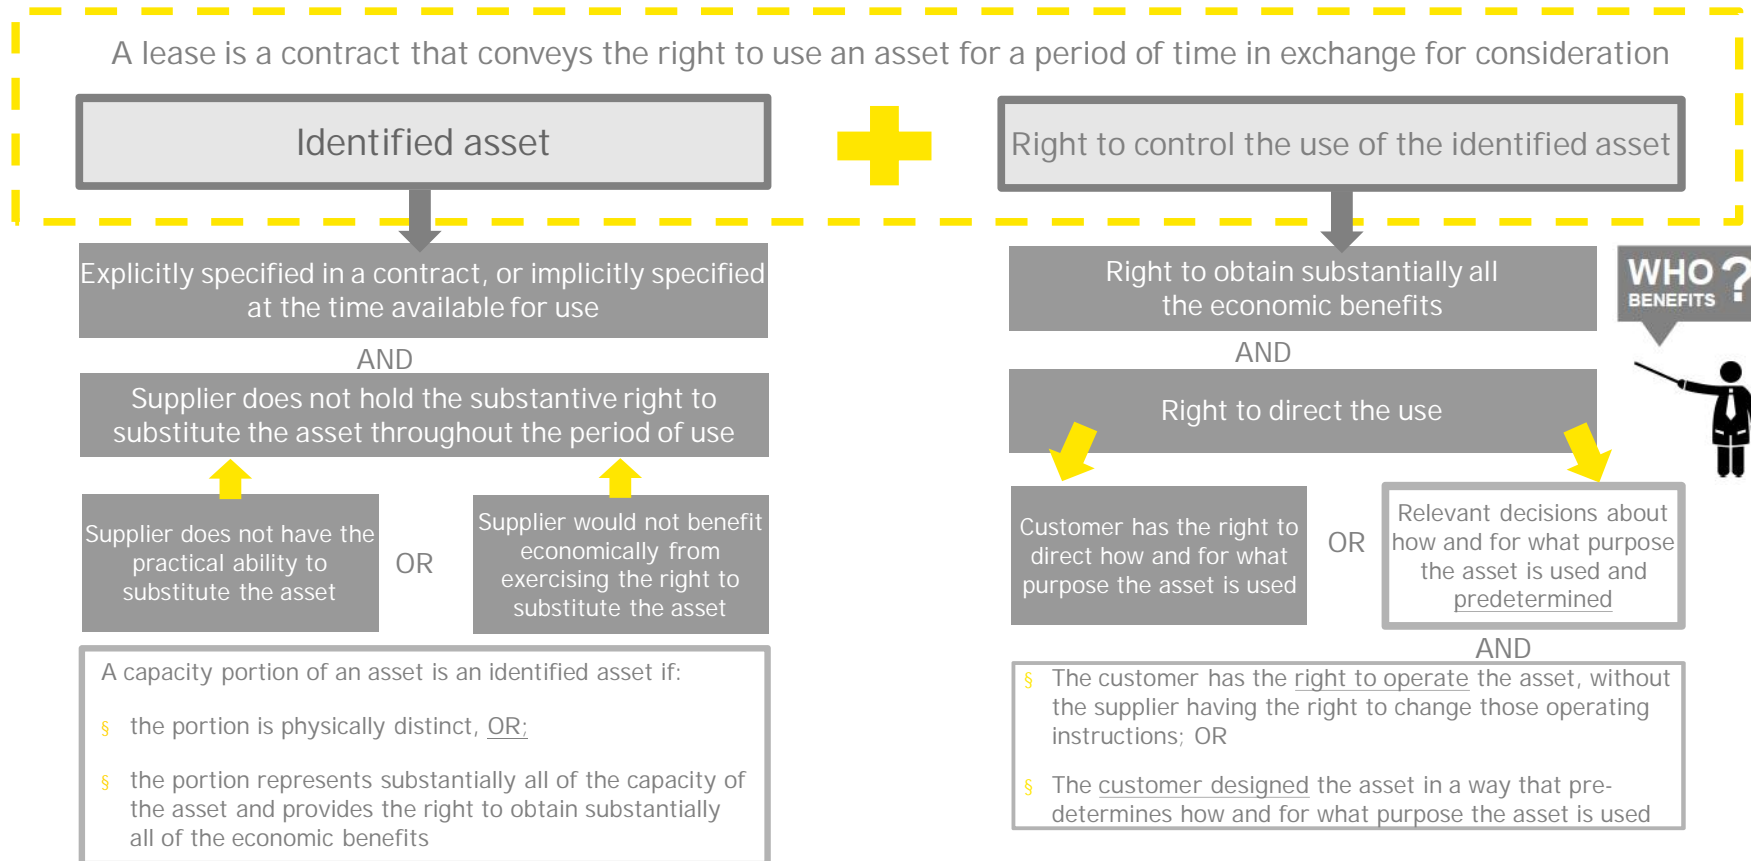 A lease is a contract that conveys the right to use an asset for a period of time in exchange for consideration
Identified asset
Right to control the use of the identified asset
Explicitly specified in a contract, or implicitly specified
at the time available for use
AND
Supplier does not hold the substantive right to
substitute the asset throughout the period of use
Supplier does not have the
practical ability to
substitute the asset
OR
Supplier would not benefit
economically from
exercising the right to
substitute the asset
A capacity portion of an asset is an identified asset if:
§ the portion is physically distinct, OR;
§ the portion represents substantially all of the capacity of
the asset and provides the right to obtain substantially
all of the economic benefits
Right to obtain substantially all
the economic benefits
WHO ?
BENEFITS
AND
Right to direct the use
Customer has the right to
direct how and for what
purpose the asset is used
OR
Relevant decisions about
how and for what purpose
the asset is used and
predetermined
AND
§ The customer has the right to operate the asset, without
the supplier having the right to change those operating
instructions; OR
§ The customer designed the asset in a way that pre-
determines how and for what purpose the asset is used